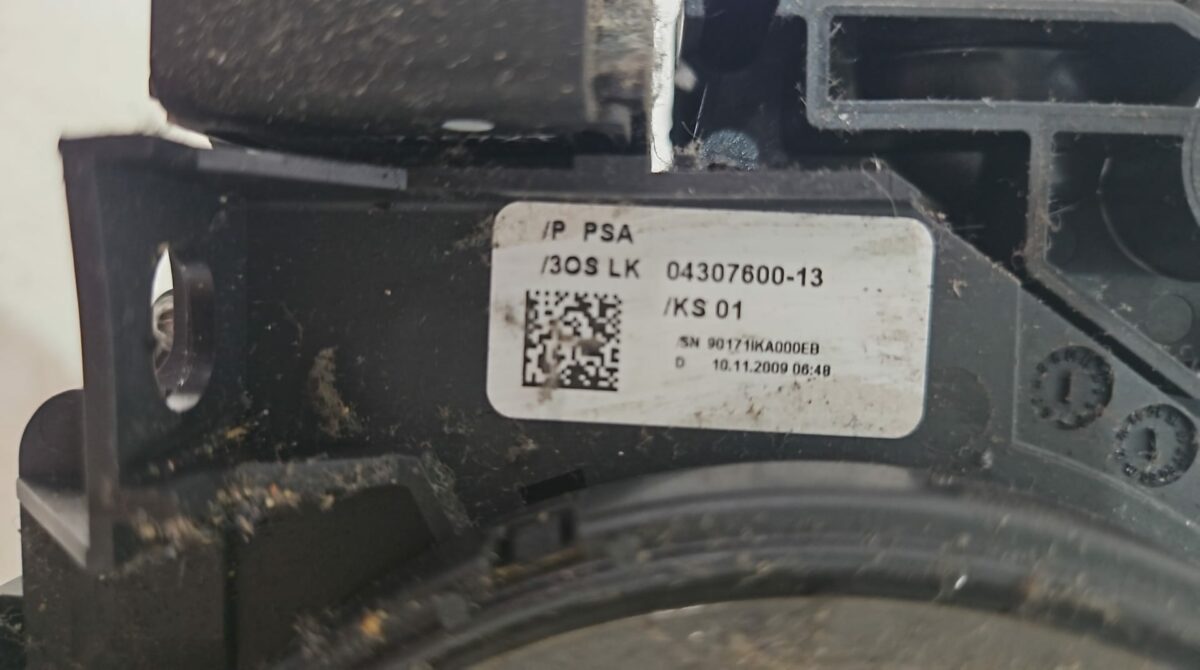 /P PSA
/3OS LK 04307600-13
/KS 01
/SN 90171IKA000EB
D 10.11.2009 06:48